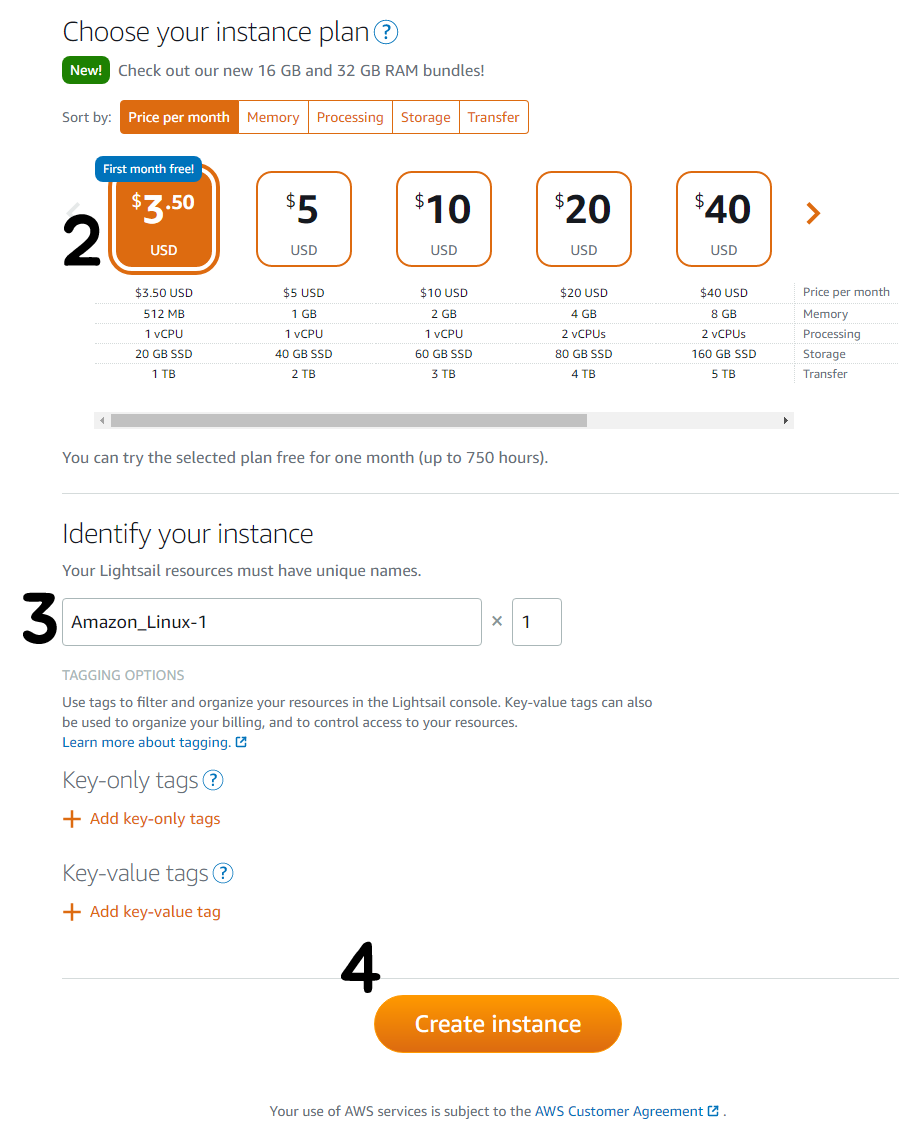 Choose your instance plan ?
New! Check out our new 16 GB and 32 GB RAM bundles!
Sort by: Price per month Memory Processing Storage Transfer
First month free!
2
$3.50 $5 $10 $20 $40
USD USD USD USD USD
$3.50 USD $5 USD $10 USD $20 USD $40 USD Price per month
512 MB 1 GB 2 GB 4 GB 8 GB Memory
1 vCPU 1 vCPU 1 vCPU 2 vCPUs 2 vCPUs Processing
20 GB SSD 40 GB SSD 60 GB SSD 80 GB SSD 160 GB SSD Storage
1 TB 2 TB 3 TB 4 TB 5 TB Transfer
You can try the selected plan free for one month (up to 750 hours).
Identify your instance
Your Lightsail resources must have unique names.
3 Amazon_Linux-1 × 1
TAGGING OPTIONS
Use tags to filter and organize your resources in the Lightsail console. Key-value tags can also
be used to organize your billing, and to control access to your resources.
Learn more about tagging.
Key-only tags ?
+ Add key-only tags
Key-value tags ?
+ Add key-value tag
4
Create instance
Your use of AWS services is subject to the AWS Customer Agreement .